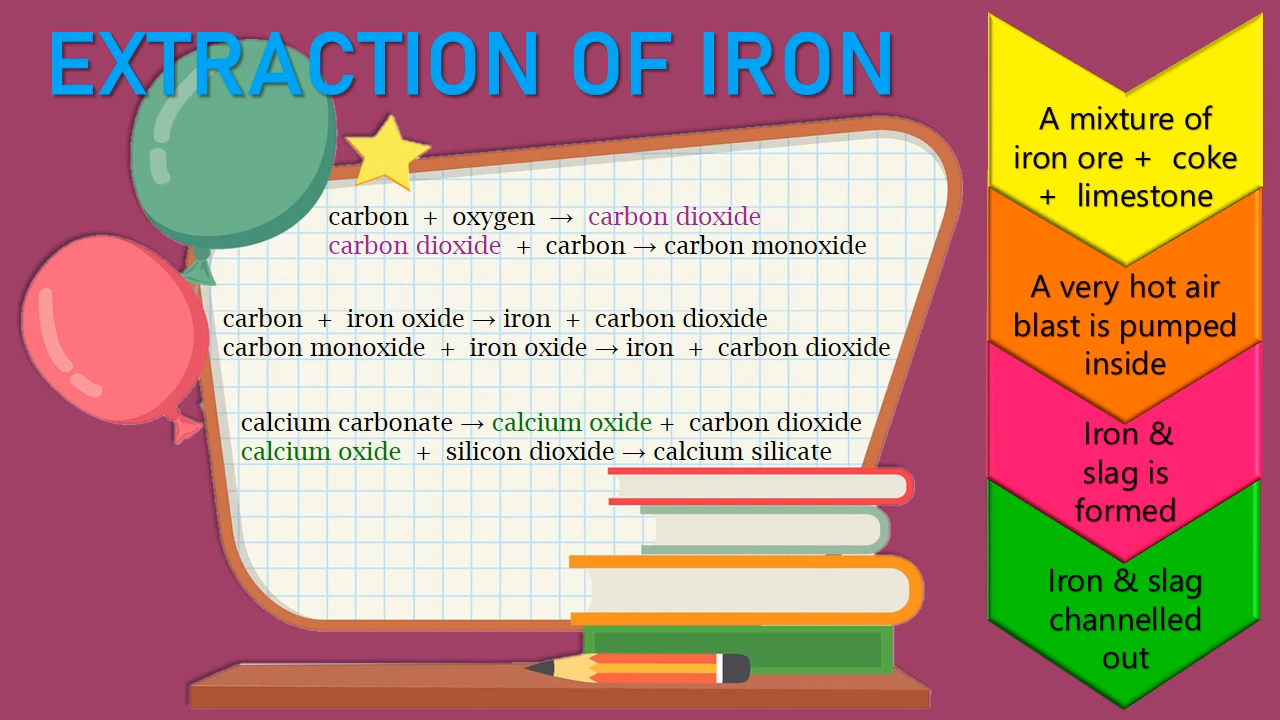 EXTRACTION OF IRON
carbon + oxygen → carbon dioxide
carbon dioxide + carbon → carbon monoxide
carbon + iron oxide → iron + carbon dioxide
carbon monoxide + iron oxide → iron + carbon dioxide
calcium carbonate → calcium oxide + carbon dioxide
calcium oxide + silicon dioxide → calcium silicate
A mixture of
iron ore + coke
+ limestone
A very hot air
blast is pumped
inside
Iron &
slag is
formed
Iron & slag
channelled
out